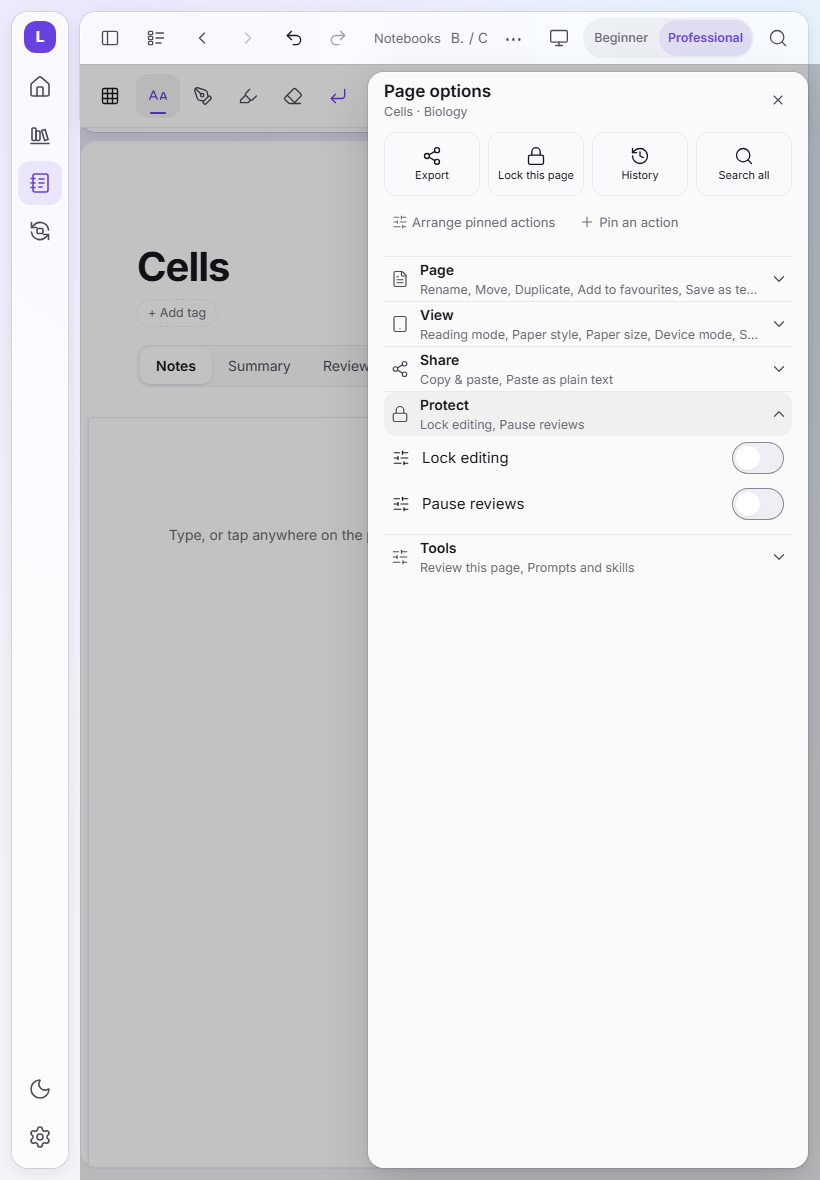 L
Notebooks B. / C
Beginner Professional
AA
Page options
Cells · Biology
Export Lock this page History Search all
Arrange pinned actions + Pin an action
Page
Rename, Move, Duplicate, Add to favourites, Save as te...
View
Reading mode, Paper style, Paper size, Device mode, S...
Share
Copy & paste, Paste as plain text
Protect
Lock editing, Pause reviews
Lock editing
Pause reviews
Tools
Review this page, Prompts and skills
Cells
+ Add tag
Notes Summary Review
Type, or tap anywhere on the